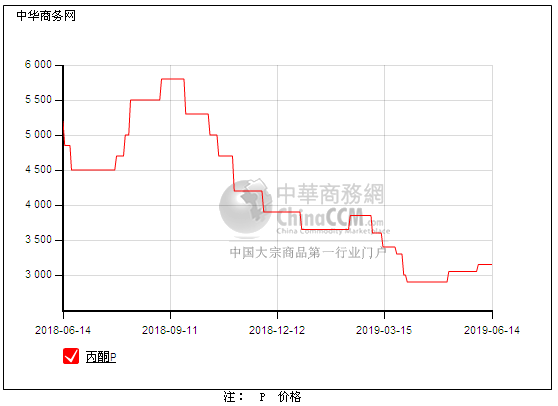 中华商务网
6 000
5 500
5 000
4 500
4 000
3 500
3 000
中華商務網
ChinaCCM.com
China Commodity Marketplace
中国大宗商品第一行业门户
2018-06-14 2018-09-11 2018-12-12 2019-03-15 2019-06-14
丙酮P
注： P 价格